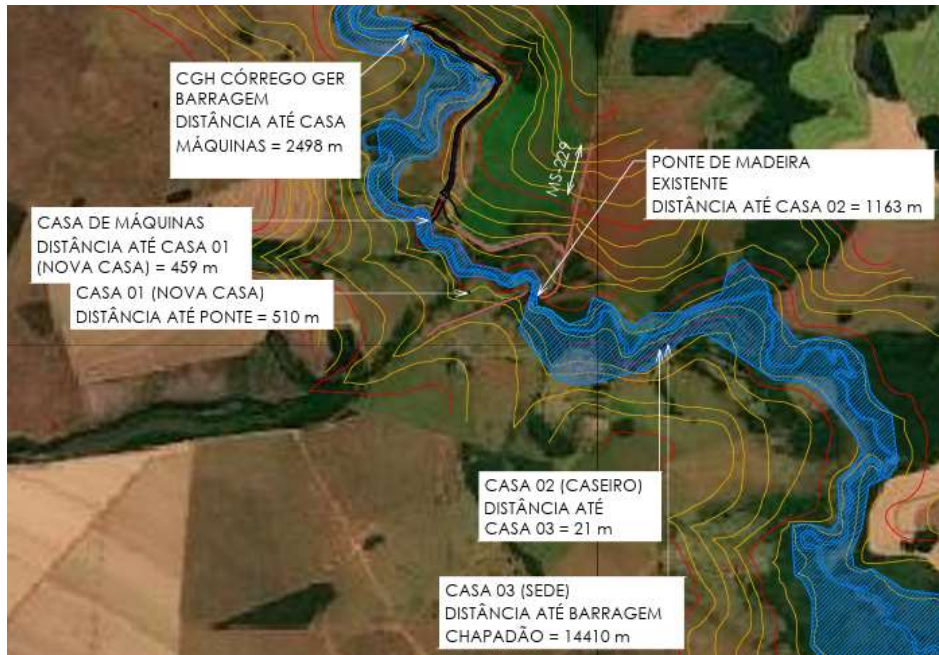 CGH CÓRREGO GER
BARRAGEM
DISTÂNCIA ATÉ CASA
MÁQUINAS = 2498 m
MS-229
PONTE DE MADEIRA
EXISTENTE
DISTÂNCIA ATÉ CASA 02 = 1163 m
CASA DE MÁQUINAS
DISTÂNCIA ATÉ CASA 01
(NOVA CASA) = 459 m
CASA 01 (NOVA CASA)
DISTÂNCIA ATÉ PONTE = 510 m
CASA 02 (CASEIRO)
DISTÂNCIA ATÉ
CASA 03 = 21 m
CASA 03 (SEDE)
DISTÂNCIA ATÉ BARRAGEM
CHAPADÃO = 14410 m